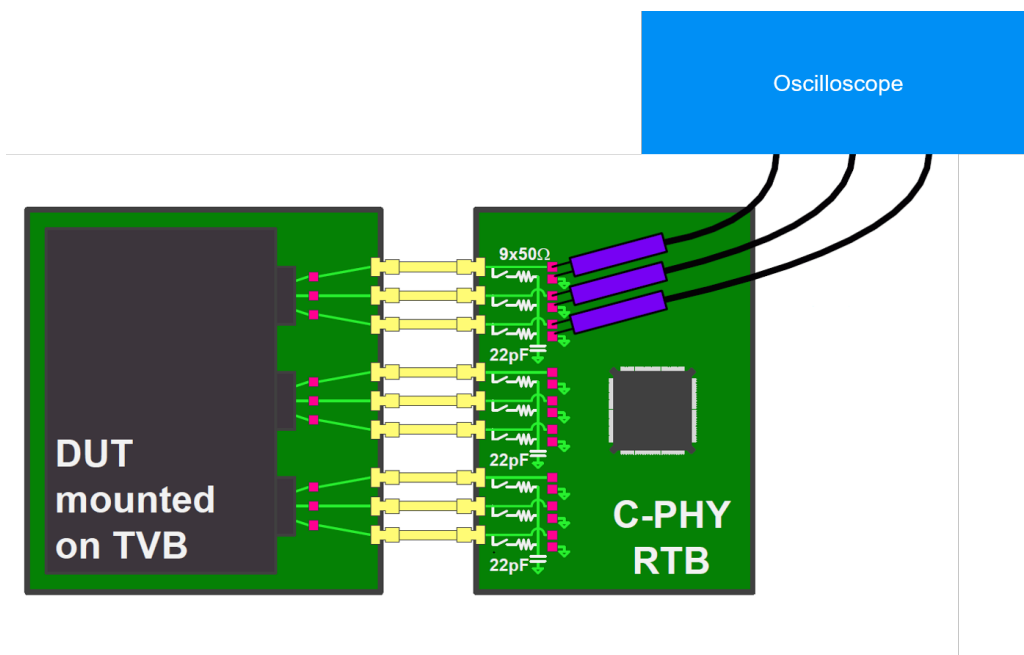 Oscilloscope
9x50Ω
22pF
22pF
22pF
DUT
mounted
on TVB
C-PHY
RTB